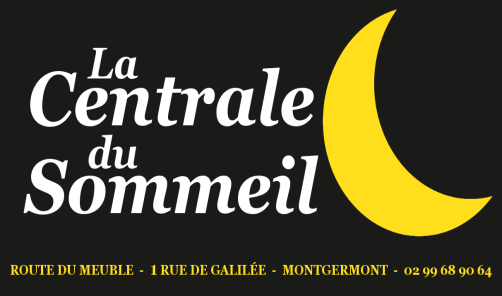 La
Centrale
du
Sommeil
ROUTE DU MEUBLE - 1 RUE DE GALILÉE - MONTGERMONT - 02 99 68 90 64